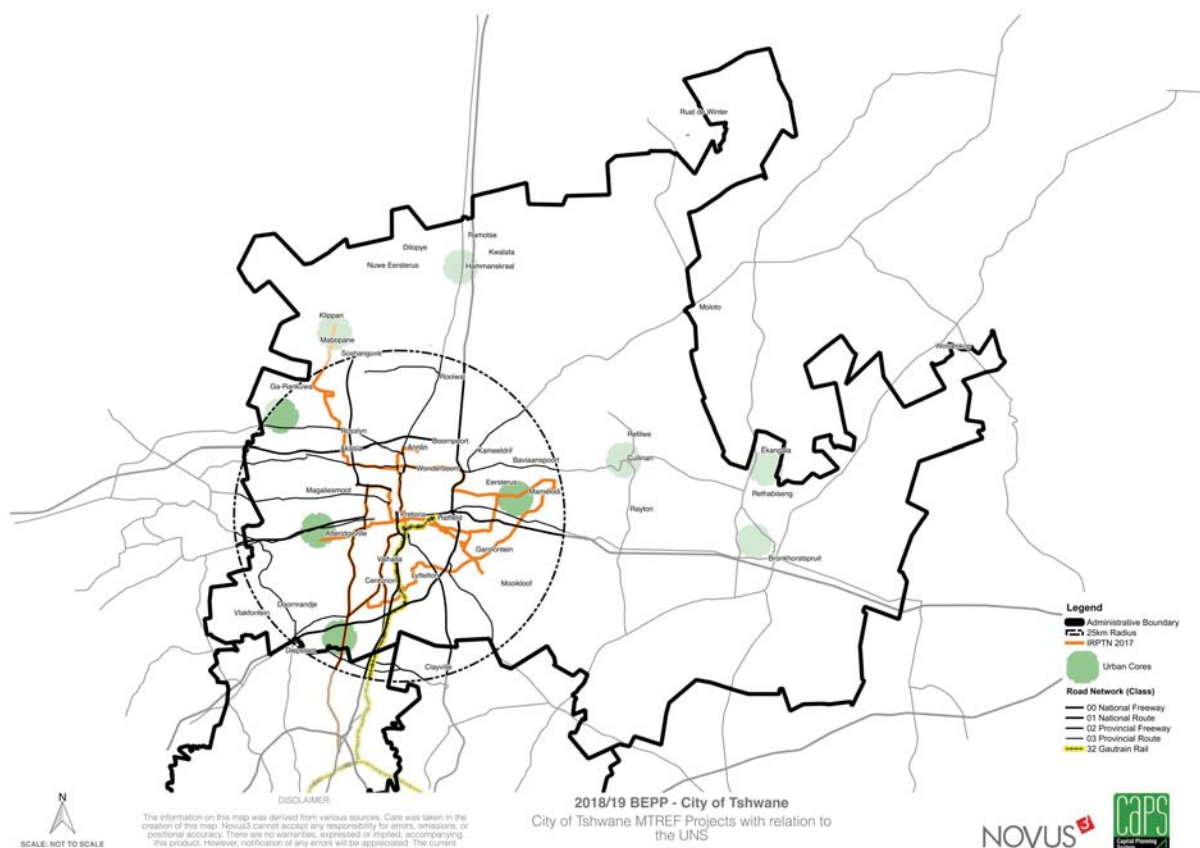 Rust de Winter
Ramotse
Dilopye
Kwalata
Nuwe Eersterus
Hammanskraal
Moloto
Klippan
Mabopane
Soshanguve
Ga-Rankuwa
Rooiwal
Rosslyn
Akasia
Annlin
Boompoort
Kameeldrif
Wonderboom
Baviaanspoort
Refilwe
Cullinan
Ekangala
Rethabiseng
Eersterus
Mamelodi
Magaliesmoot
Pretoria
Hatfield
Rayton
Atteridgeville
Garsfontein
Bronkhorstspruit
Valhalla
Centurion
Lyttelton
Mooikloof
Doornrandje
Vlakfontein
Diepsloot
Clayville
Legend
Administrative Boundary
25km Radius
IRPTN 2017
Urban Cores
Road Network (Class)
00 National Freeway
01 National Route
02 Provincial Freeway
03 Provincial Route
32 Gautrain Rail
N
SCALE: NOT TO SCALE
DISCLAIMER:
The information on this map was derived from various sources. Care was taken in the
creation of this map. Novus3 cannot accept any responsibility for errors, omissions, or
positional accuracy. There are no warranties, expressed or implied, accompanying
this product. However, notification of any errors will be appreciated. The current
2018/19 BEPP - City of Tshwane
City of Tshwane MTREF Projects with relation to
the UNS
NOVUS3
CAPS
Capital Planning